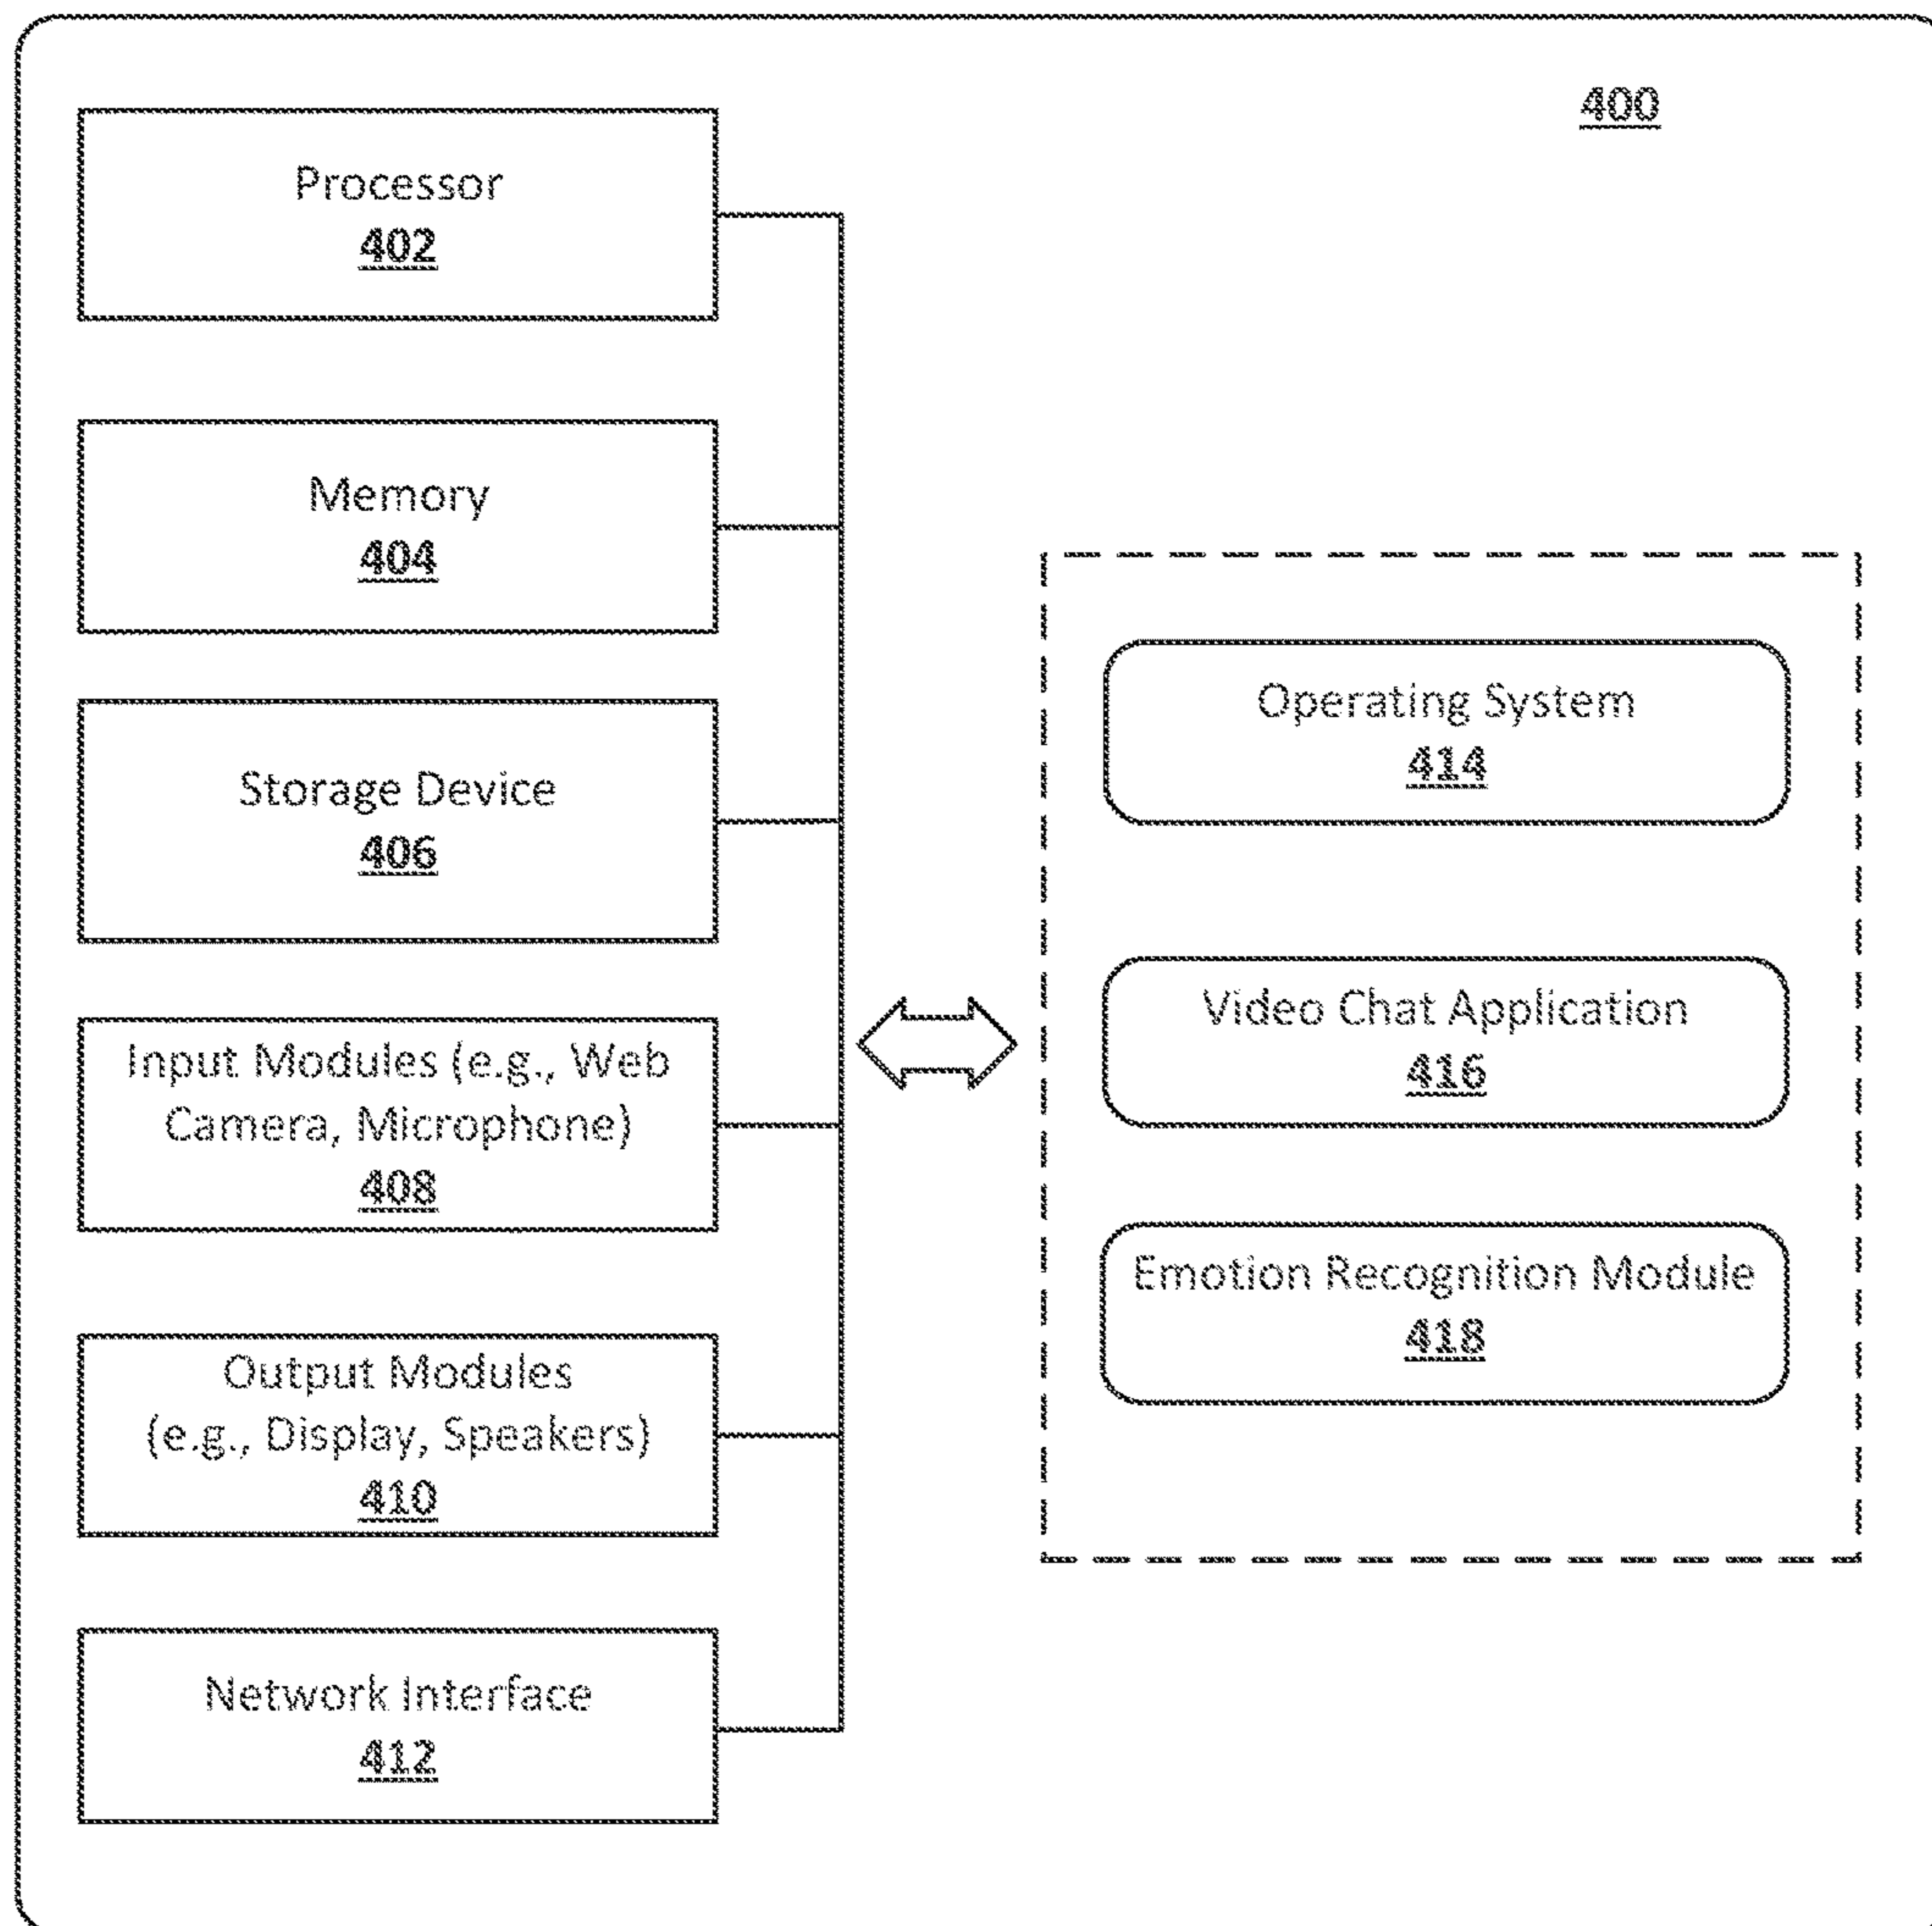 400
Processor
402
Memory
404
Storage Device
406
Input Modules (e.g., Web
Camera, Microphone)
408
Output Modules
(e.g., Display, Speakers)
410
Network Interface
412
Operating System
414
Video Chat Application
416
Emotion Recognition Module
418